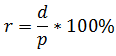 r = d/p * 100%